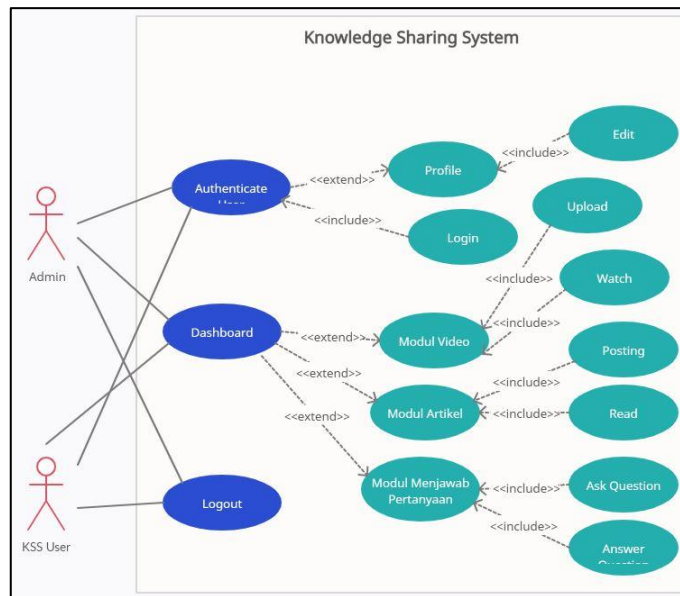 Knowledge Sharing System
Edit
<<include>>
Authenticate
<<extend>>
Profile
Upload
<<include>>
Login
Admin
<<include>>
Watch
Dashboard
<<extend>>
Modul Video
<<include>>
Posting
<<extend>>
<<include>>
Modul Artikel
<<include>>
Read
<<extend>>
Modul Menjawab
Pertanyaan
<<include>>
Ask Question
Logout
<<include>>
KSS User
Answer
Question